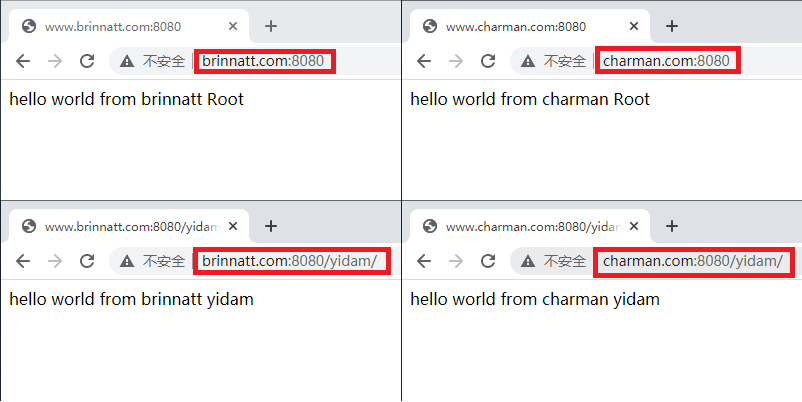 www.brinnatt.com:8080
不安全 brinnatt.com:8080
hello world from brinnatt Root
www.charman.com:8080
不安全 charman.com:8080
hello world from charman Root
www.brinnatt.com:8080/yidam
不安全 brinnatt.com:8080/yidam/
hello world from brinnatt yidam
www.charman.com:8080/yidam
不安全 charman.com:8080/yidam/
hello world from charman yidam